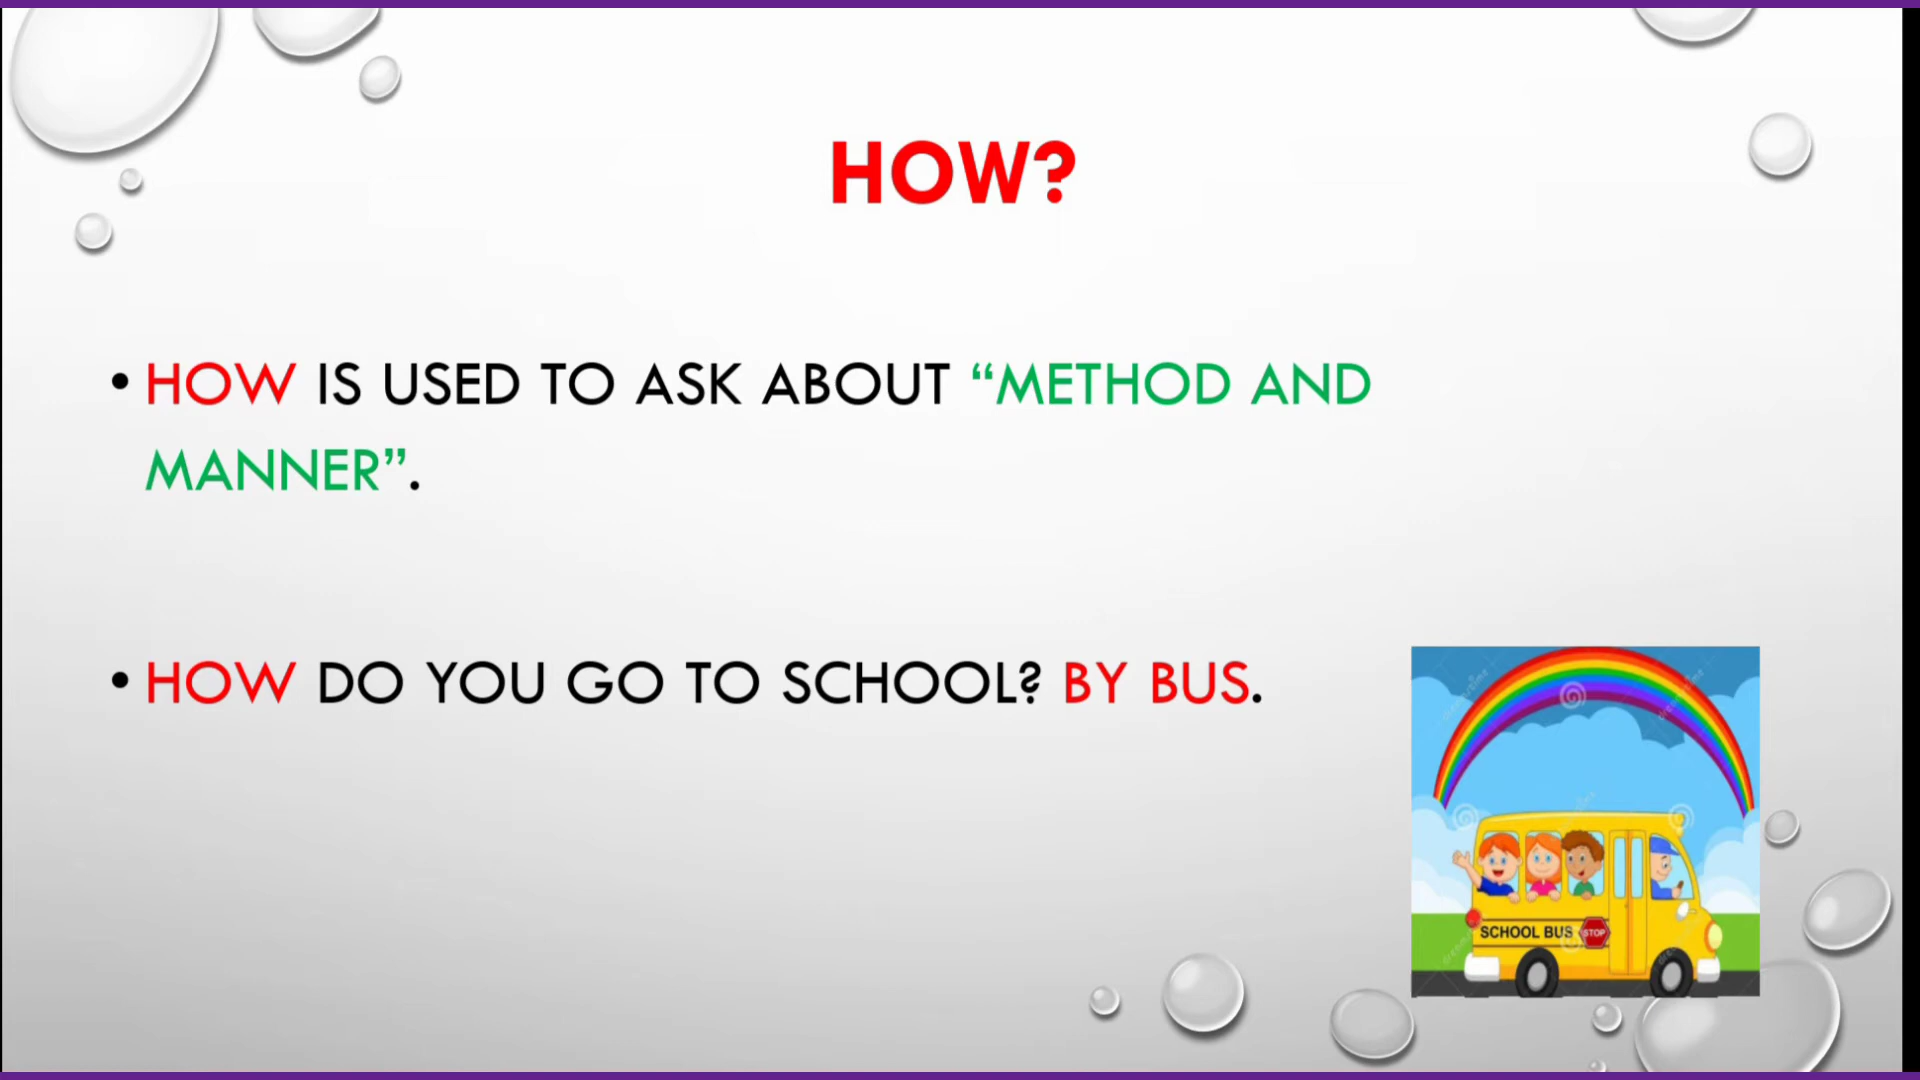 HOW?
• HOW IS USED TO ASK ABOUT “METHOD AND
MANNER”.
• HOW DO YOU GO TO SCHOOL? BY BUS.
SCHOOL BUS STOP